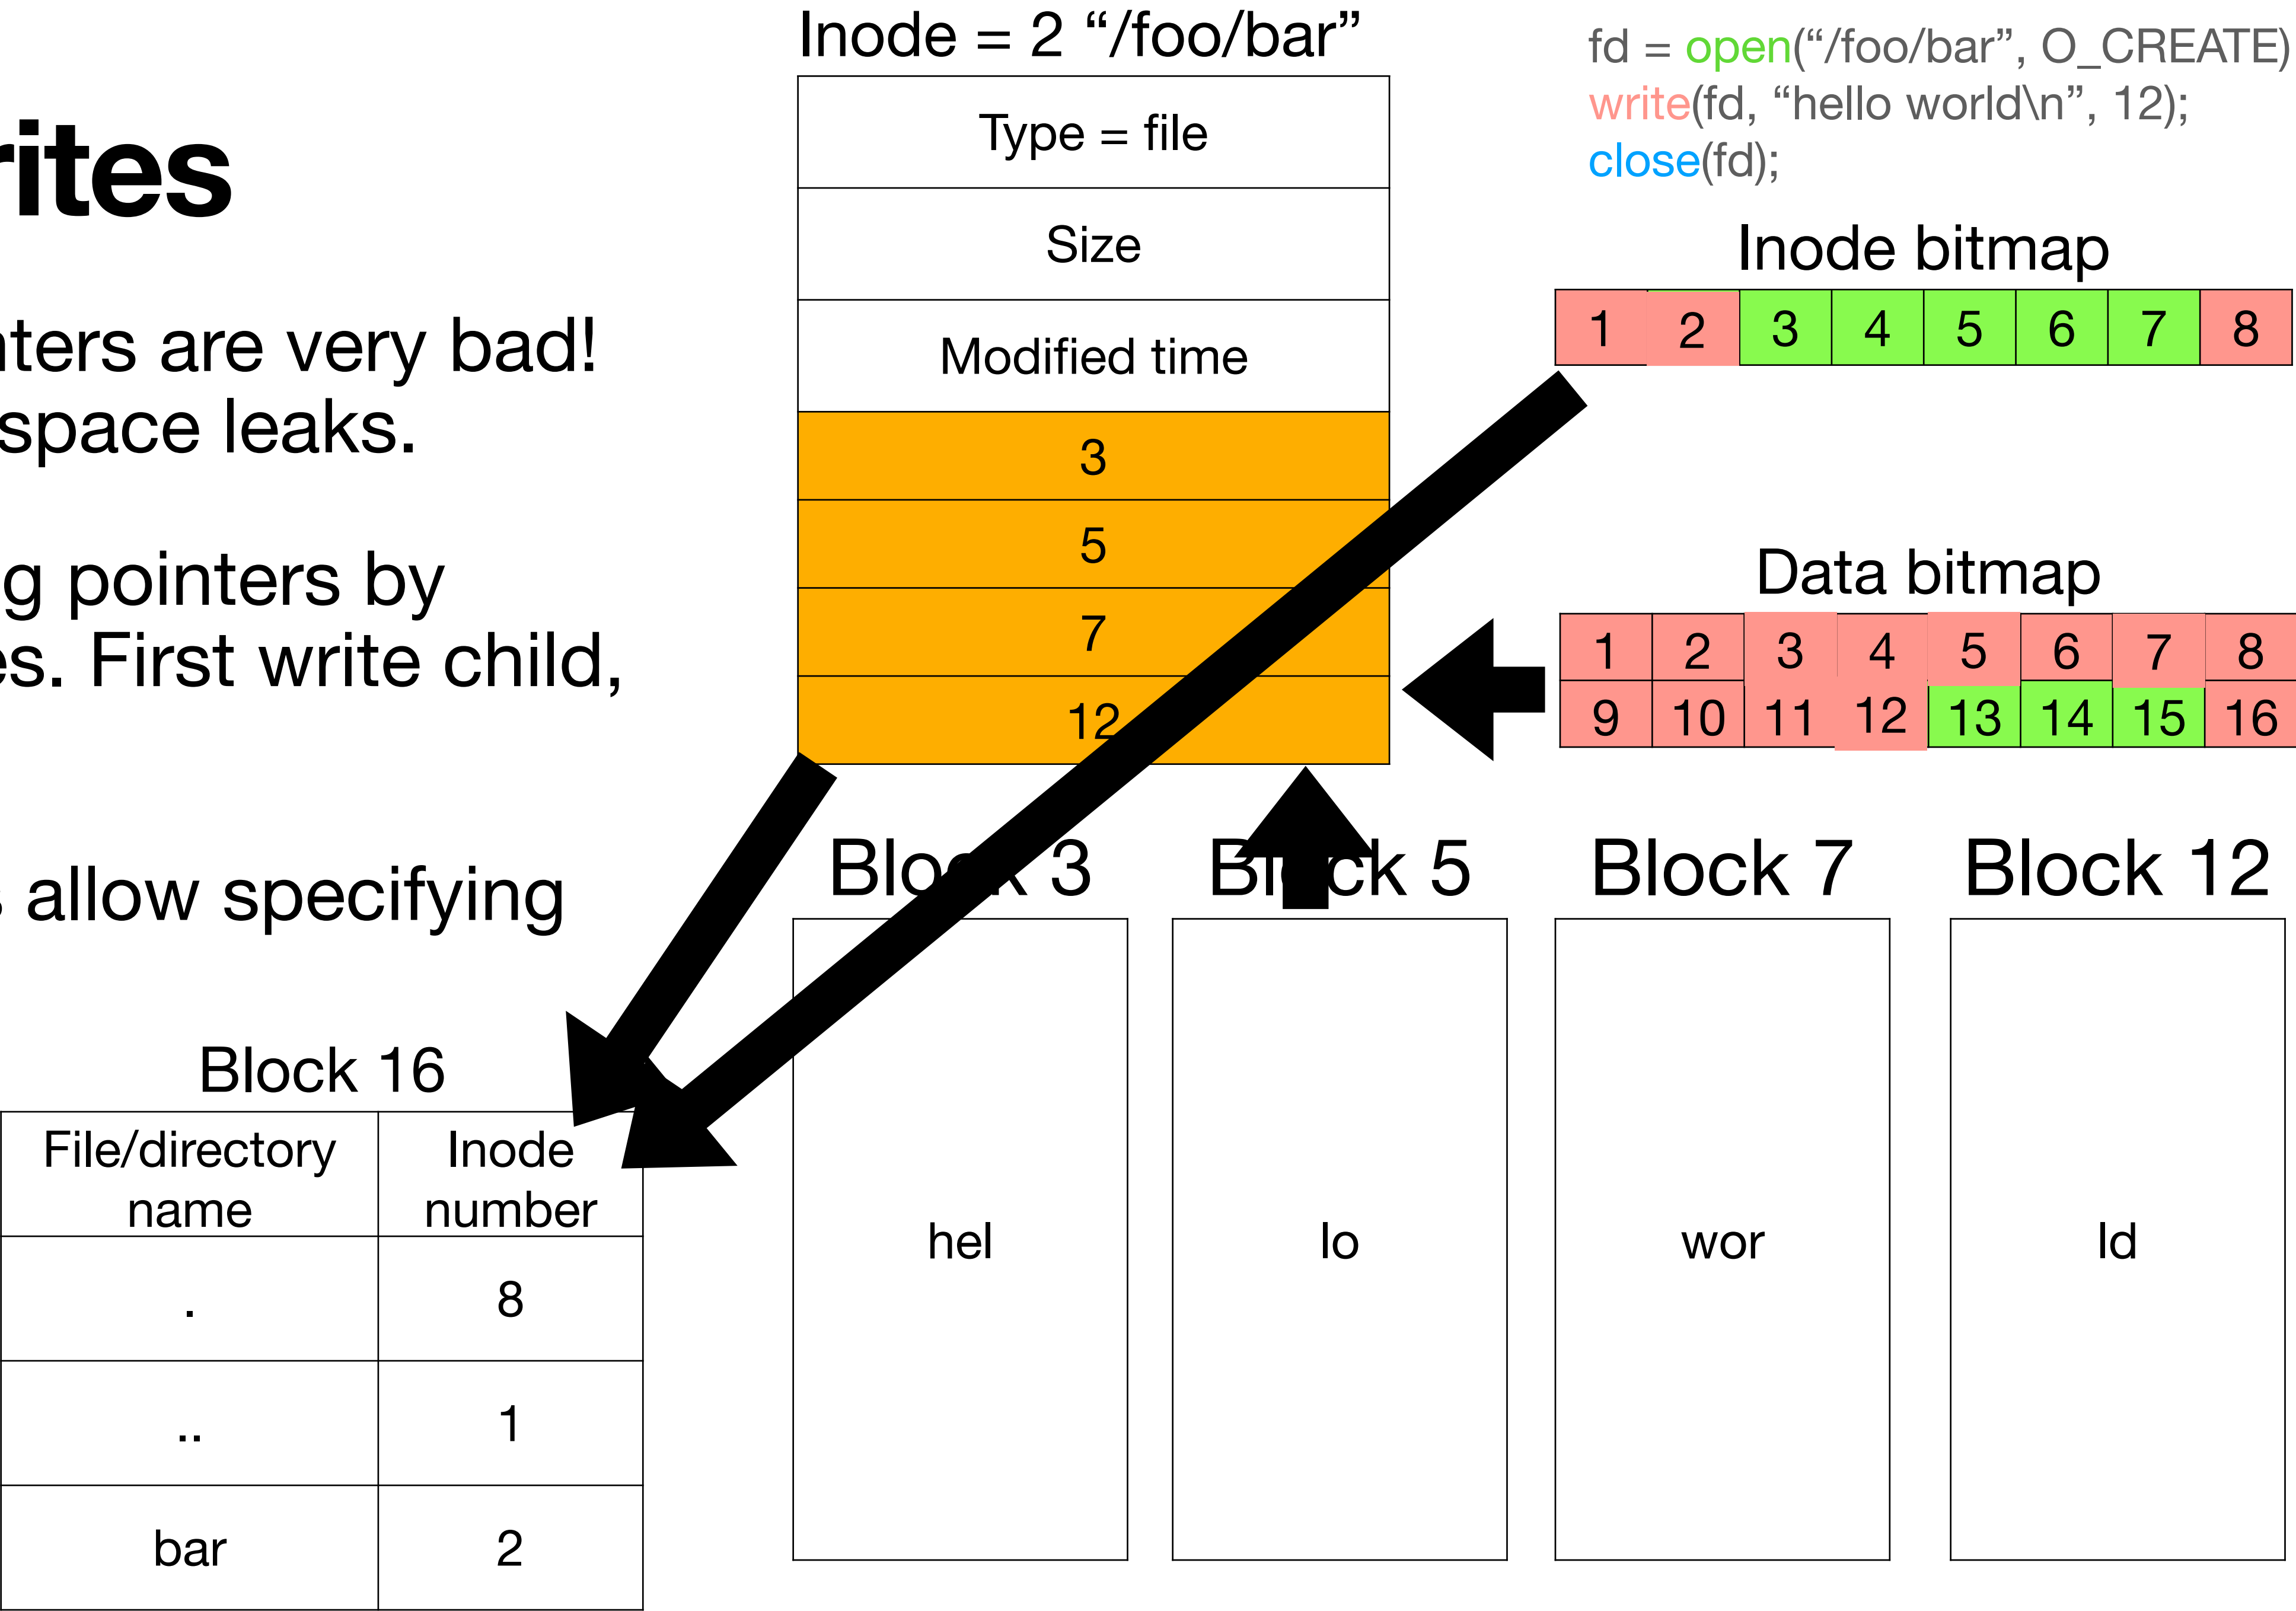 rites
nters are very bad!
space leaks.
g pointers by
es. First write child,
s allow specifying
Block 16
File/directory name Inode number
. 8
.. 1
bar 2
Inode = 2 “/foo/bar”
Type = file
Size
Modified time
3
5
7
12
fd = open(“/foo/bar”, O_CREATE)
write(fd, “hello world\n”, 12);
close(fd);
Inode bitmap
1 2 3 4 5 6 7 8
Data bitmap
1 2 3 4 5 6 7 8
9 10 11 12 13 14 15 16
Block 3 Block 5 Block 7 Block 12
hel lo wor ld